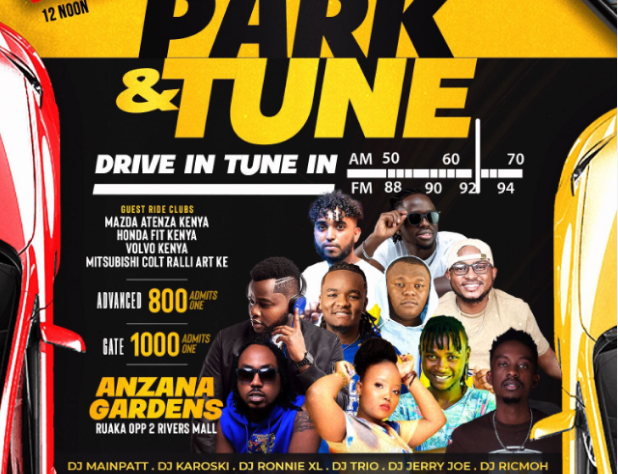 12 NOON
PARK
& TUNE
DRIVE IN TUNE IN
AM 50 60 70
FM 88 90 92 94
GUEST RIDE CLUBS
MAZDA ATENZA KENYA
HONDA FIT KENYA
VOLVO KENYA
MITSUBISHI COLT RALLI ART KE
ADVANCED 800 ADMITS ONE
GATE 1000 ADMITS ONE
ANZANA
GARDENS
RUAKA OPP 2 RIVERS MALL
DJ MAINPATT . DJ KAROSKI . DJ RONNIE XL . DJ TRIO . DJ JERRY JOE . DJ RICMOH